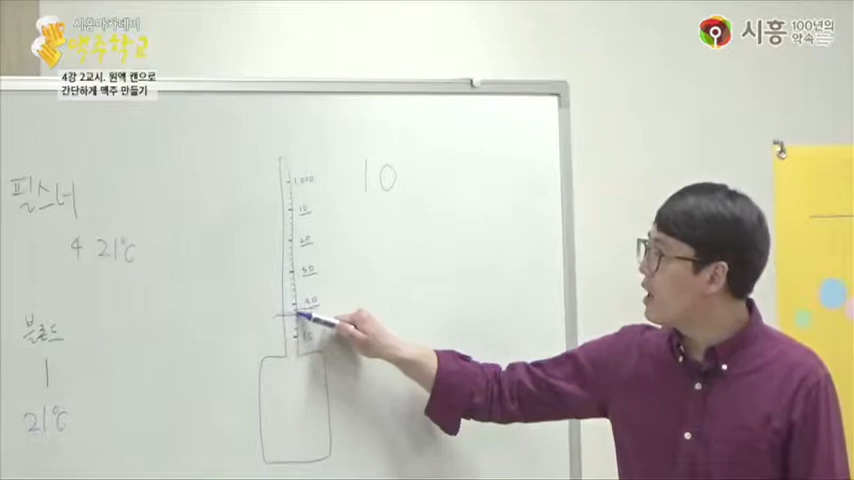 시흥아카데미
맥주학교
4강 2교시. 원액 캔으로
간단하게 맥주 만들기
시흥 100년의
약속
필스너
4 21℃
블론드
1
21℃
1.000
10
20
30
40
50
10